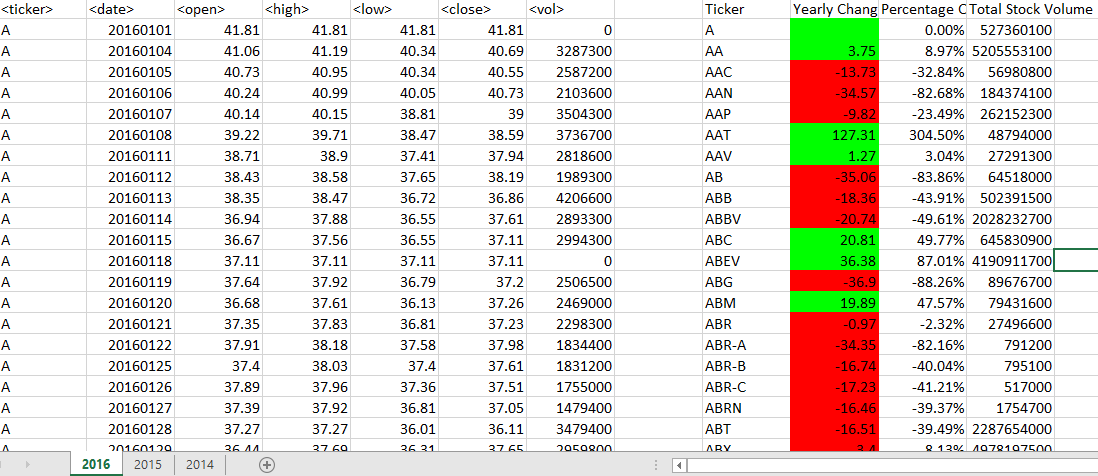 <ticker> <date> <open> <high> <low> <close> <vol> Ticker Yearly Chang Percentage C Total Stock Volume
A 20160101 41.81 41.81 41.81 41.81 0 A 0.00% 527360100
A 20160104 41.06 41.19 40.34 40.69 3287300 AA 3.75 8.97% 5205553100
A 20160105 40.73 40.95 40.34 40.55 2587200 AAC -13.73 -32.84% 56980800
A 20160106 40.24 40.99 40.05 40.73 2103600 AAN -34.57 -82.68% 184374100
A 20160107 40.14 40.15 38.81 39 3504300 AAP -9.82 -23.49% 262152300
A 20160108 39.22 39.71 38.47 38.59 3736700 AAT 127.31 304.50% 48794000
A 20160111 38.71 38.9 37.41 37.94 2818600 AAV 1.27 3.04% 27291300
A 20160112 38.43 38.58 37.65 38.19 1989300 AB -35.06 -83.86% 64518000
A 20160113 38.35 38.47 36.72 36.86 4206600 ABB -18.36 -43.91% 502391500
A 20160114 36.94 37.88 36.55 37.61 2893300 ABBV -20.74 -49.61% 2028232700
A 20160115 36.67 37.56 36.55 37.11 2994300 ABC 20.81 49.77% 645830900
A 20160118 37.11 37.11 37.11 37.11 0 ABEV 36.38 87.01% 4190911700
A 20160119 37.64 37.92 36.79 37.2 2506500 ABG -36.9 -88.26% 89676700
A 20160120 36.68 37.61 36.13 37.26 2469000 ABM 19.89 47.57% 79431600
A 20160121 37.35 37.83 36.81 37.23 2298300 ABR -0.97 -2.32% 27496600
A 20160122 37.91 38.18 37.58 37.98 1834400 ABR-A -34.35 -82.16% 791200
A 20160125 37.4 38.03 37.4 37.61 1831200 ABR-B -16.74 -40.04% 795100
A 20160126 37.89 37.96 37.36 37.51 1755000 ABR-C -17.23 -41.21% 517000
A 20160127 37.39 37.92 36.81 37.05 1479400 ABRN -16.46 -39.37% 1754700
A 20160128 37.27 37.27 36.01 36.11 3479400 ABT -16.51 -39.49% 2287654000
A 20160129 36.44 37.69 36.31 37.65 2959800 ABX 8.13% 4978197500
2016 2015 2014